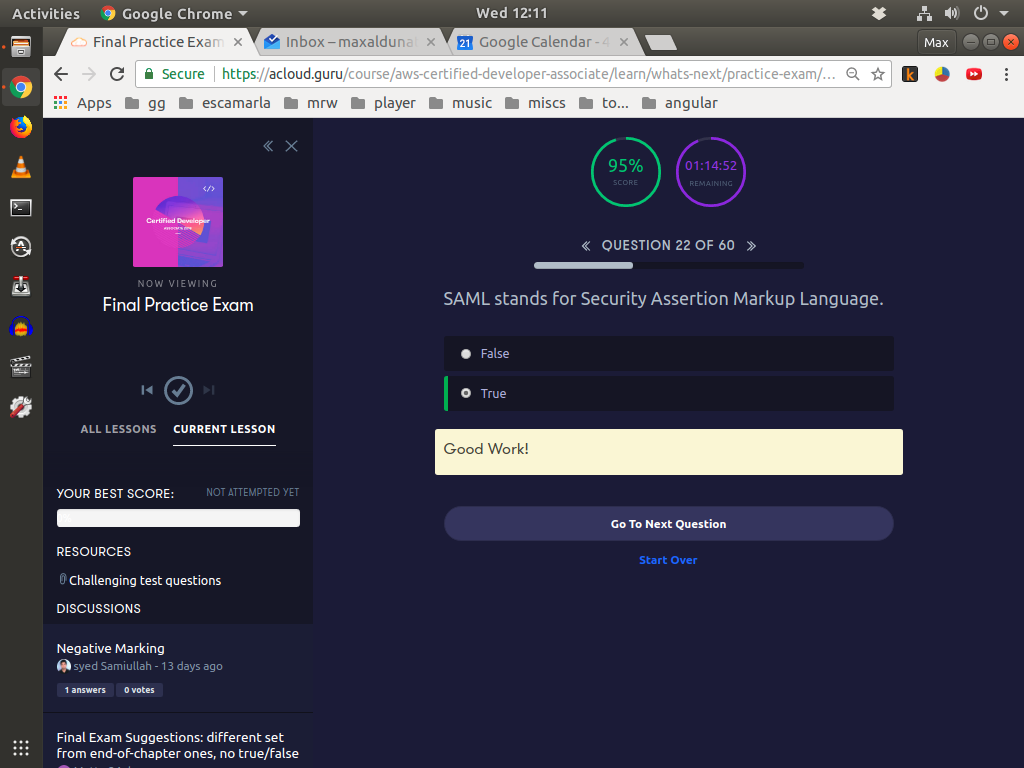 Activities
Google Chrome
Wed 12:11
Final Practice Exam
Inbox – maxalduna
Google Calendar - 4
Max
Secure
https://acloud.guru/course/aws-certified-developer-associate/learn/whats-next/practice-exam/...
Apps
gg
escamarla
mrw
player
music
miscs
to...
angular
</>
Certified Developer
NOW VIEWING
Final Practice Exam
ALL LESSONS
CURRENT LESSON
YOUR BEST SCORE:
NOT ATTEMPTED YET
RESOURCES
Challenging test questions
DISCUSSIONS
Negative Marking
syed Samiullah - 13 days ago
1 answers
0 votes
Final Exam Suggestions: different set
from end-of-chapter ones, no true/false
95%
SCORE
01:14:52
REMAINING
« QUESTION 22 OF 60 »
SAML stands for Security Assertion Markup Language.
False
True
Good Work!
Go To Next Question
Start Over